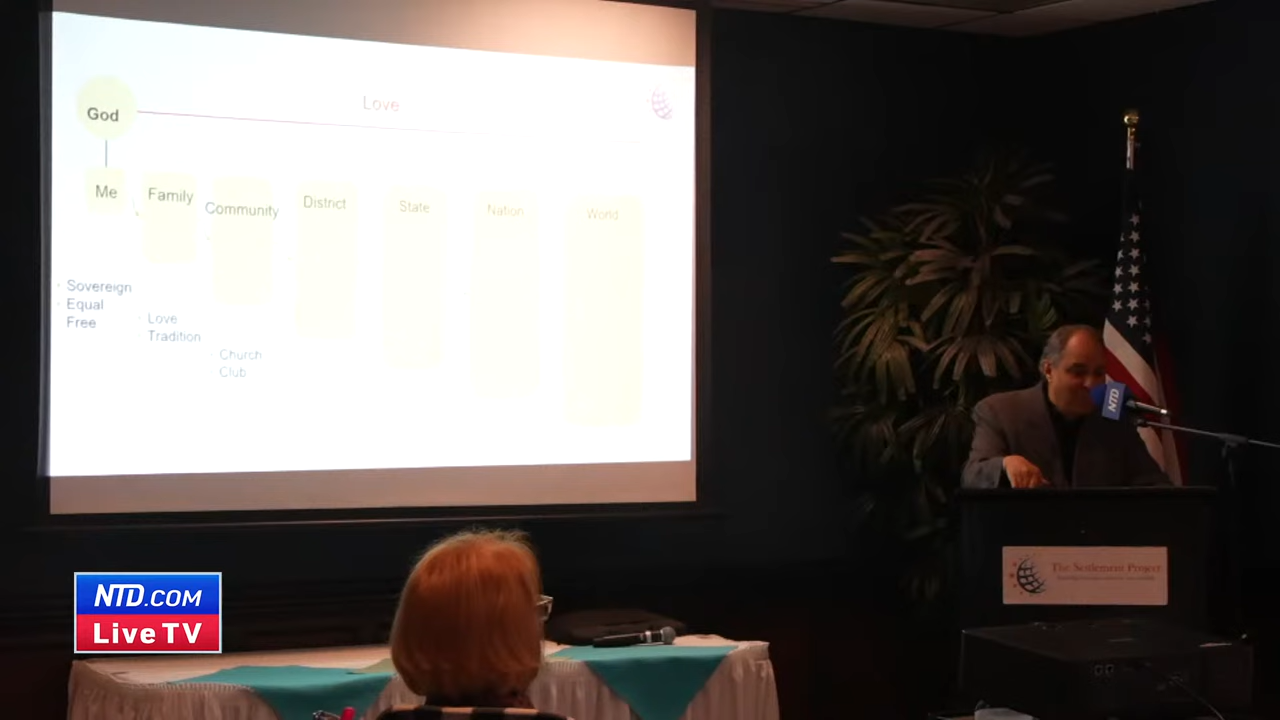 Love
God
Me
Family
Community
District
State
Nation
World
· Sovereign
· Equal
Free
· Love
Tradition
· Church
Club
NTD
The Settlement Project
NTD.COM
Live TV